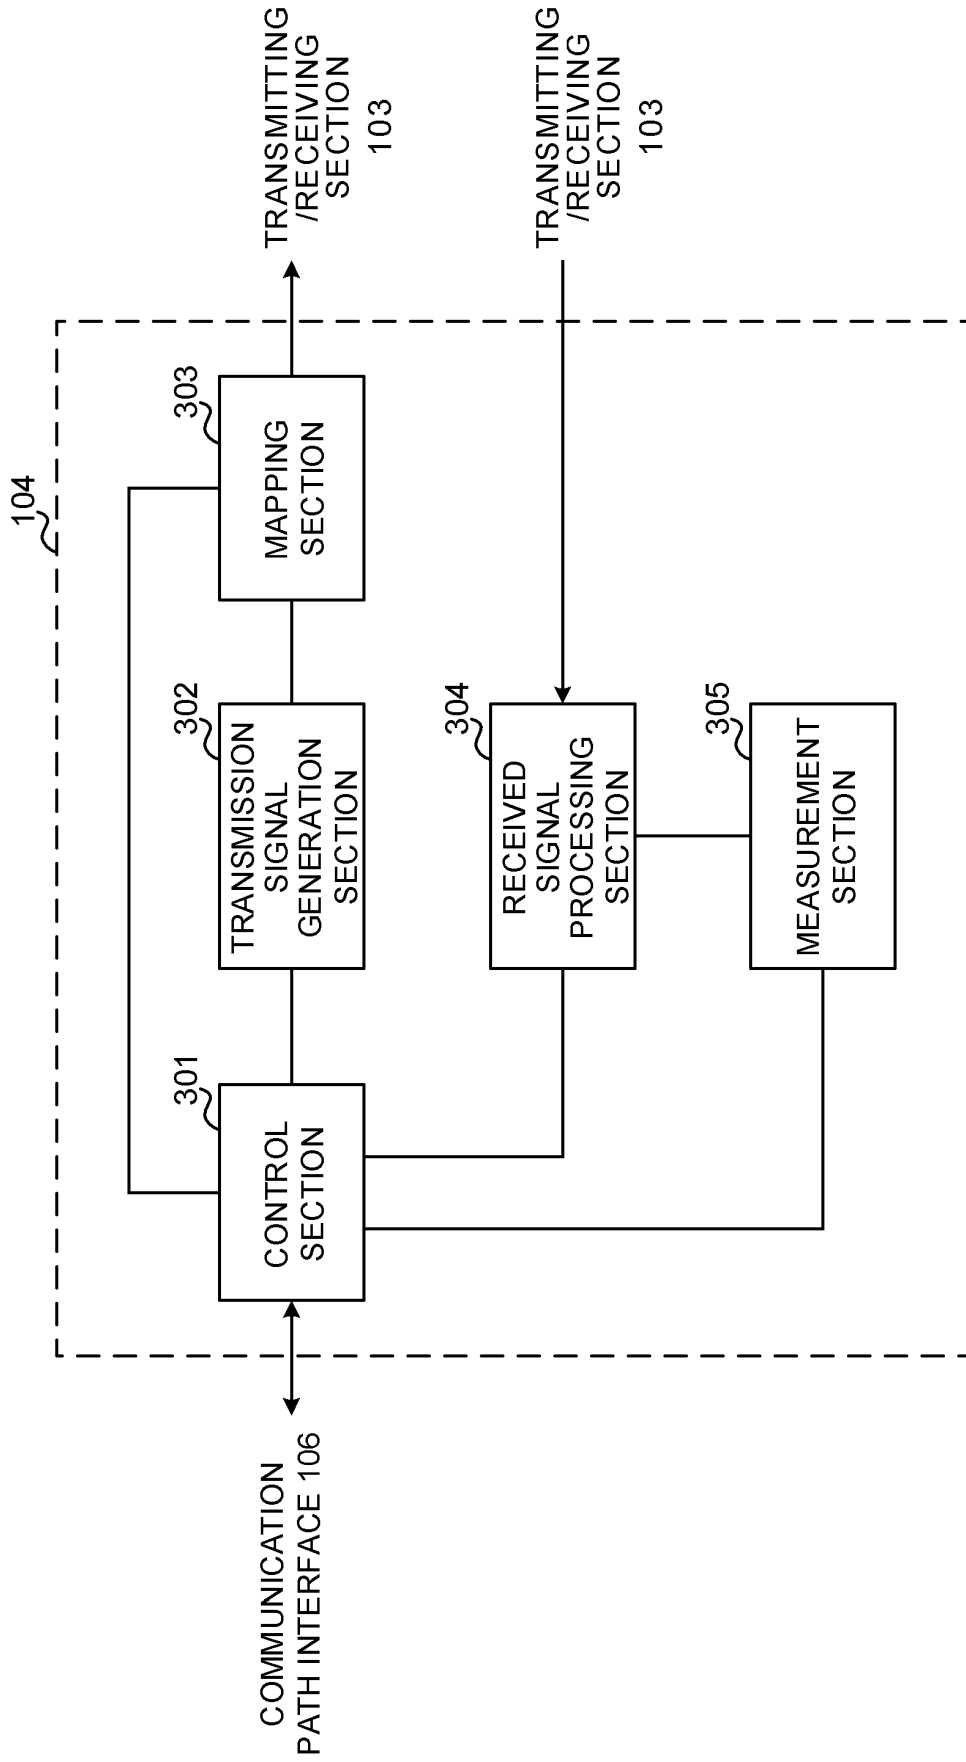 104
COMMUNICATION
PATH INTERFACE 106
301
CONTROL
SECTION
302
TRANSMISSION
SIGNAL
GENERATION
SECTION
303
MAPPING
SECTION
TRANSMITTING
/RECEIVING
SECTION
103
304
RECEIVED
SIGNAL
PROCESSING
SECTION
TRANSMITTING
/RECEIVING
SECTION
103
305
MEASUREMENT
SECTION